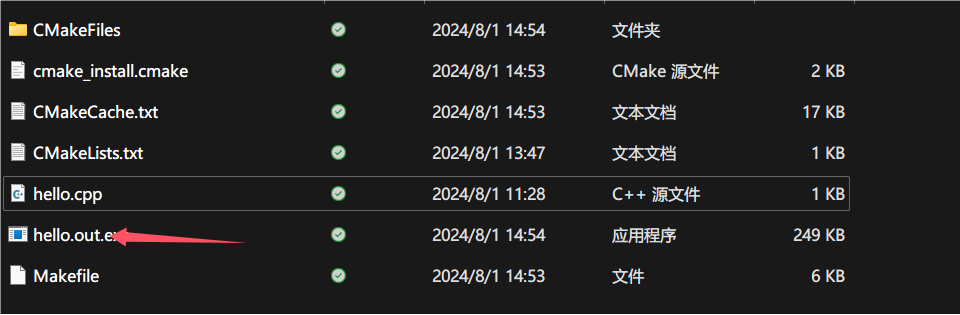 CMakeFiles 2024/8/1 14:54 文件夹
cmake_install.cmake 2024/8/1 14:53 CMake 源文件 2 KB
CMakeCache.txt 2024/8/1 14:53 文本文档 17 KB
CMakeLists.txt 2024/8/1 13:47 文本文档 1 KB
hello.cpp 2024/8/1 11:28 C++ 源文件 1 KB
2024/8/1 14:54 应用程序 249 KB
Makefile 2024/8/1 14:53 文件 6 KB